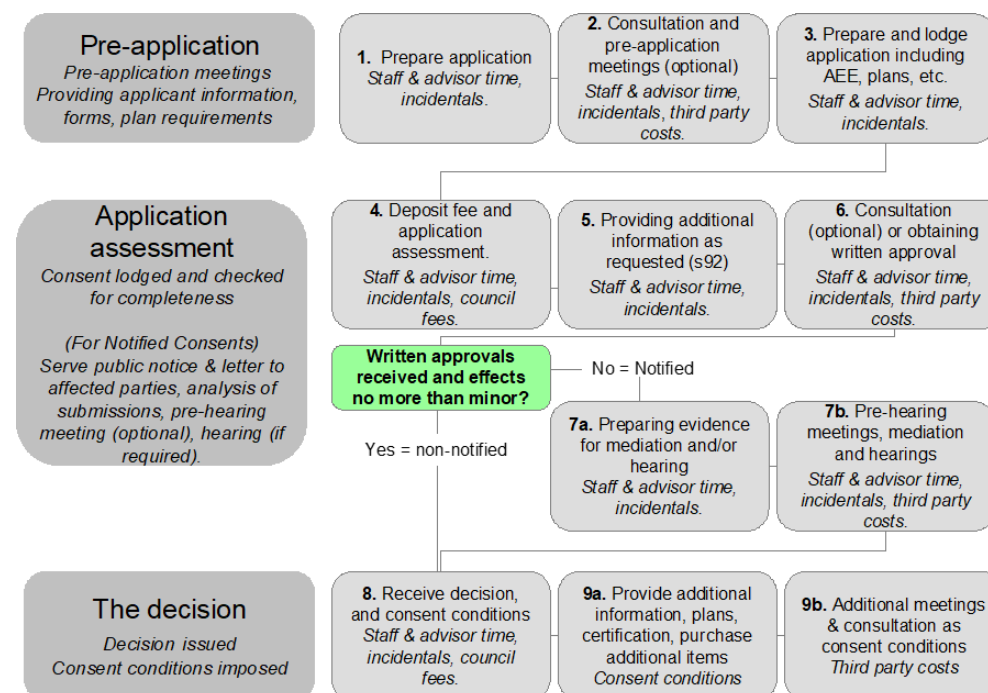 Pre-application
Pre-application meetings
Providing applicant information,
forms, plan requirements
1. Prepare application
Staff & advisor time,
incidentals.
2. Consultation and
pre-application
meetings (optional)
Staff & advisor time,
incidentals, third party
costs.
3. Prepare and lodge
application including
AEE, plans, etc.
Staff & advisor time,
incidentals.
Application
assessment
Consent lodged and checked
for completeness
(For Notified Consents)
Serve public notice & letter to
affected parties, analysis of
submissions, pre-hearing
meeting (optional), hearing (if
required).
4. Deposit fee and
application
assessment.
Staff & advisor time,
incidentals, council
fees.
5. Providing additional
information as
requested (s92)
Staff & advisor time,
incidentals.
6. Consultation
(optional) or obtaining
written approval
Staff & advisor time,
incidentals, third party
costs.
Written approvals
received and effects
no more than minor?
No = Notified
Yes = non-notified
7a. Preparing evidence
for mediation and/or
hearing
Staff & advisor time,
incidentals.
7b. Pre-hearing
meetings, mediation
and hearings
Staff & advisor time,
incidentals, third party
costs.
The decision
Decision issued
Consent conditions imposed
8. Receive decision,
and consent conditions
Staff & advisor time,
incidentals, council
fees.
9a. Provide additional
information, plans,
certification, purchase
additional items
Consent conditions
9b. Additional meetings
& consultation as
consent conditions
Third party costs